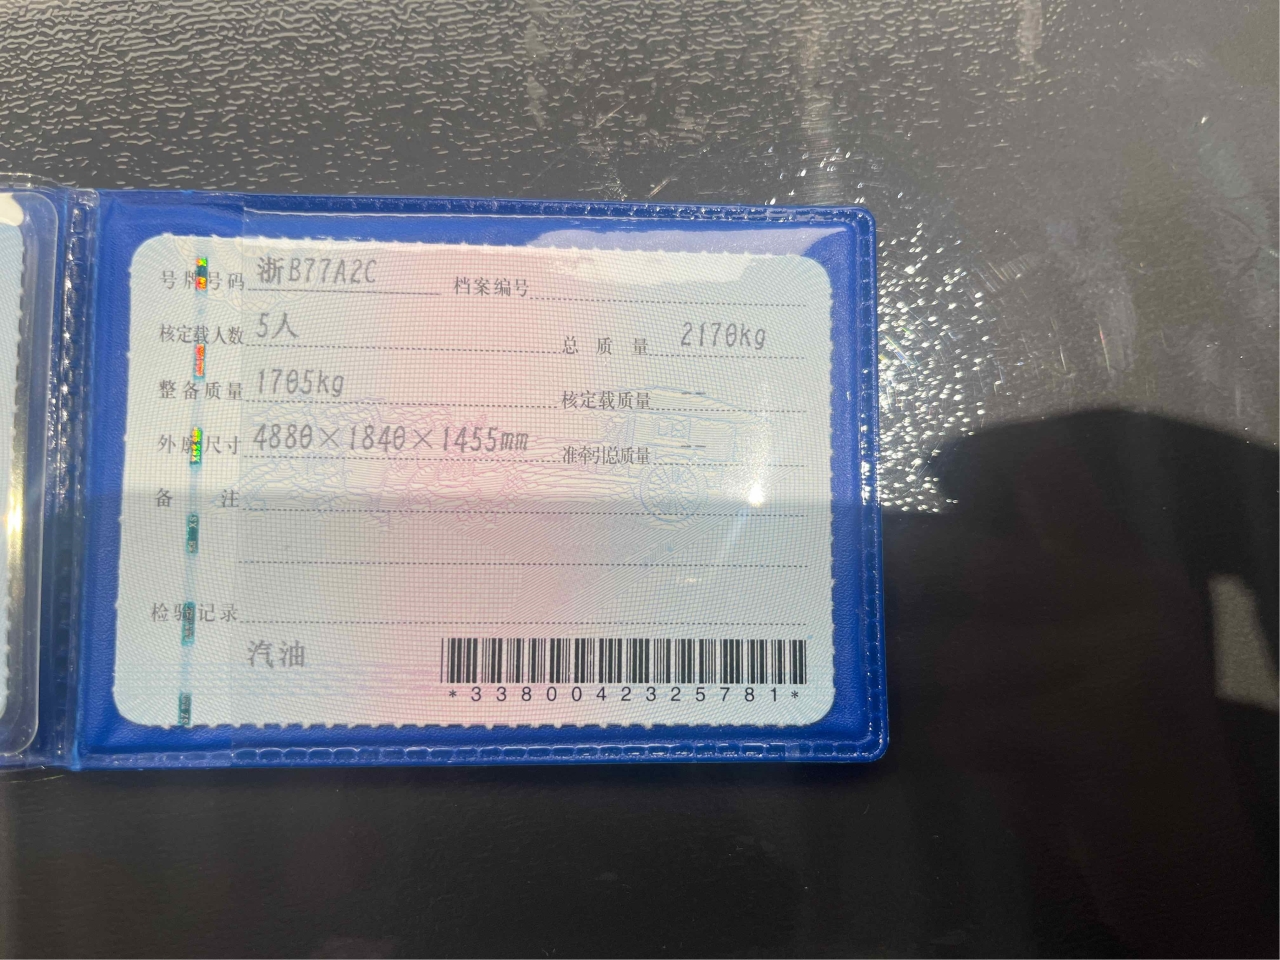 号牌号码 浙B77A2C 档案编号
核定载人数 5人 总质量 2170kg
整备质量 1705kg 核定载质量 --
外廓尺寸 4880×1840×1455mm 准牵引总质量 --
备注
检验记录
汽油
*3380042325781*